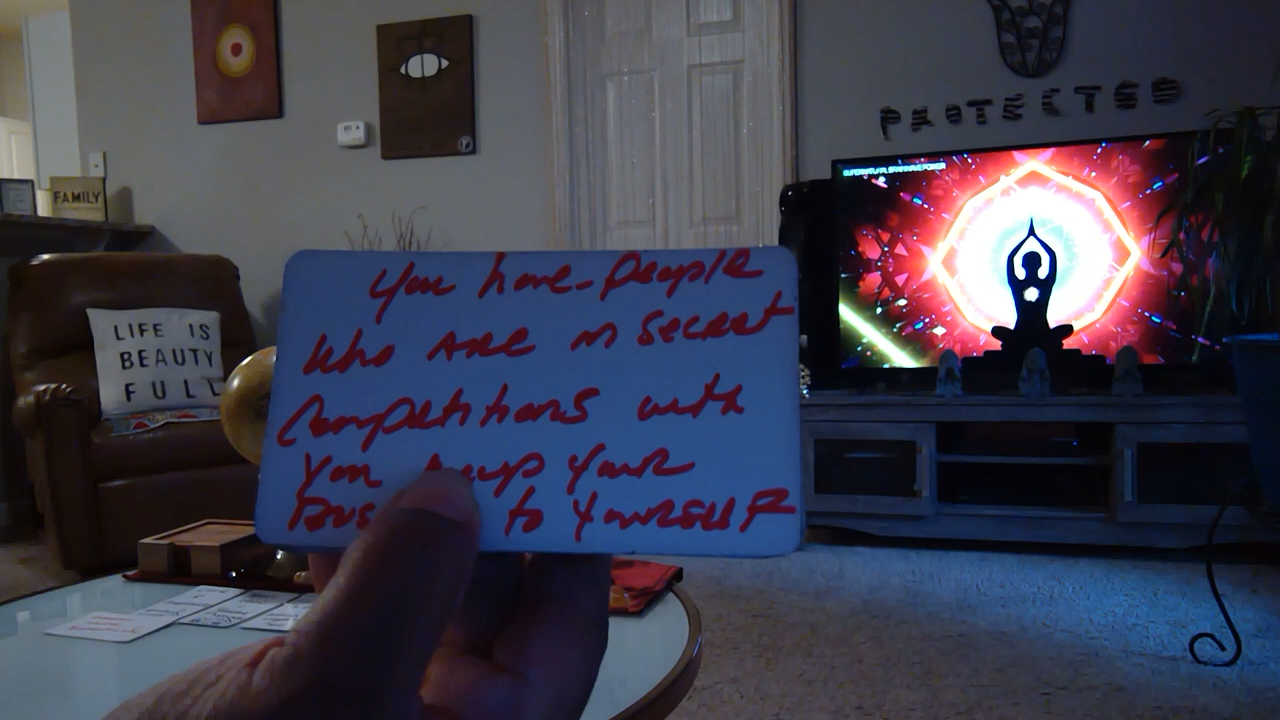 FAMILY
PROTECTED
LIFE IS
BEAUTY
FULL
You have people
Who ARE in Secret
Competitions with
You keep Your
to YOURSELF